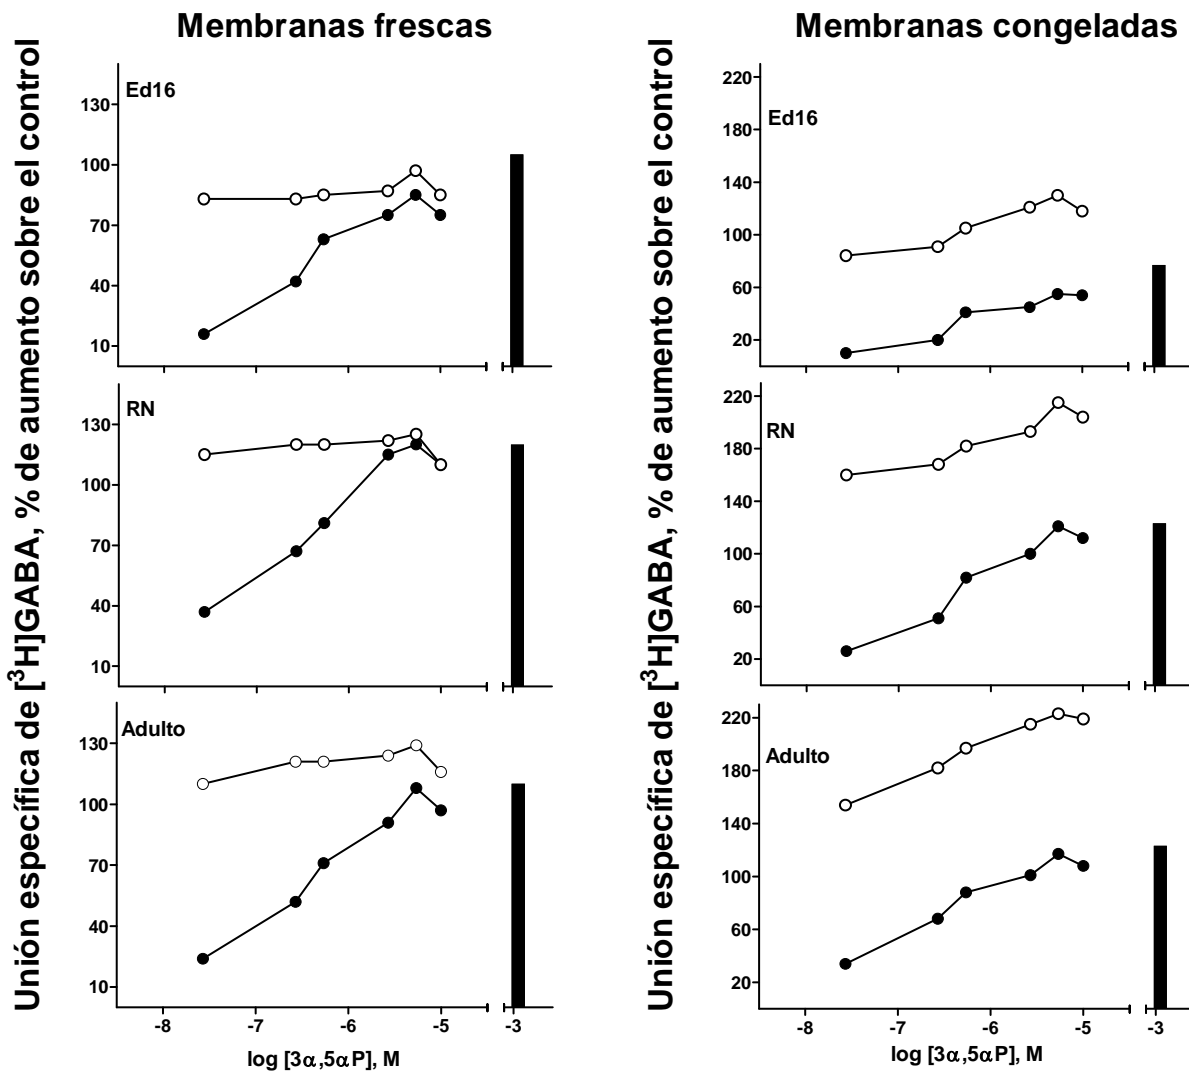 Membranas frescas
Membranas congeladas
Unión específica de [³H]GABA, % de aumento sobre el control
Ed16
130
100
70
40
10
RN
130
100
70
40
10
Adulto
130
100
70
40
10
-8 -7 -6 -5 -3
log [3α,5αP], M
Unión específica de [³H]GABA, % de aumento sobre el control
Ed16
220
180
140
100
60
20
RN
220
180
140
100
60
20
Adulto
220
180
140
100
60
20
-8 -7 -6 -5 -3
log [3α,5αP], M